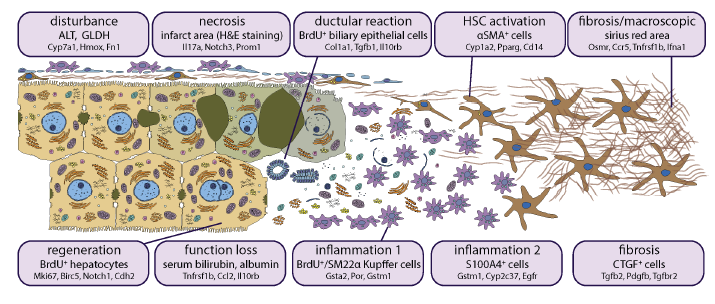 disturbance
ALT, GLDH
Cyp7a1, Hmox, Fn1
necrosis
infarct area (H&E staining)
Il17a, Notch3, Prom1
ductular reaction
BrdU⁺ biliary epithelial cells
Col1a1, Tgfb1, Il10rb
HSC activation
αSMA⁺ cells
Cyp1a2, Pparg, Cd14
fibrosis/macroscopic
sirius red area
Osmr, Ccr5, Tnfrsf1b, Ifna1
regeneration
BrdU⁺ hepatocytes
Mki67, Birc5, Notch1, Cdh2
function loss
serum bilirubin, albumin
Tnfrsf1b, Ccl2, Il10rb
inflammation 1
BrdU⁺/SM22α Kupffer cells
Gsta2, Por, Gstm1
inflammation 2
S100A4⁺ cells
Gstm1, Cyp2c37, Egfr
fibrosis
CTGF⁺ cells
Tgfb2, Pdgfb, Tgfbr2